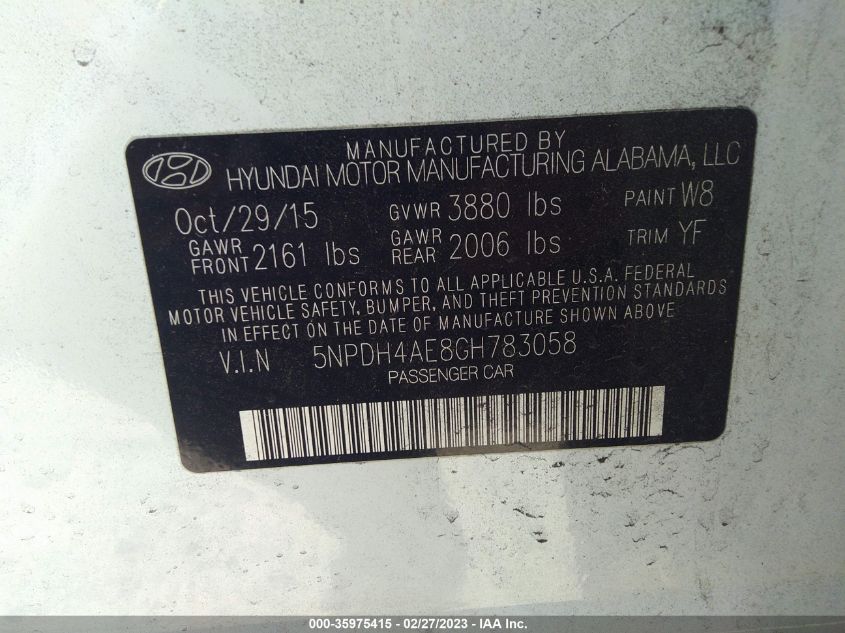 MANUFACTURED BY
HYUNDAI MOTOR MANUFACTURING ALABAMA, LLC
Oct/29/15 GVWR 3880 lbs PAINT W8
GAWR FRONT 2161 lbs GAWR REAR 2006 lbs TRIM YF
THIS VEHICLE CONFORMS TO ALL APPLICABLE U.S.A. FEDERAL
MOTOR VEHICLE SAFETY, BUMPER, AND THEFT PREVENTION STANDARDS
IN EFFECT ON THE DATE OF MANUFACTURE SHOWN ABOVE
V.I.N 5NPDH4AE8GH783058
PASSENGER CAR
000-35975415 - 02/27/2023 - IAA Inc.